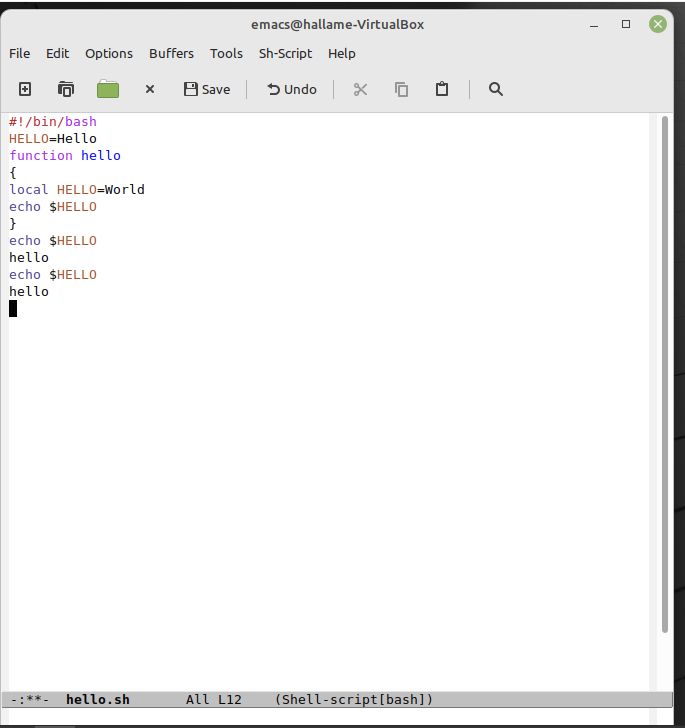 emacs@hallame-VirtualBox
File Edit Options Buffers Tools Sh-Script Help
Save Undo
#!/bin/bash
HELLO=Hello
function hello
{
local HELLO=World
echo $HELLO
}
echo $HELLO
hello
echo $HELLO
hello
-:**- hello.sh All L12 (Shell-script[bash])